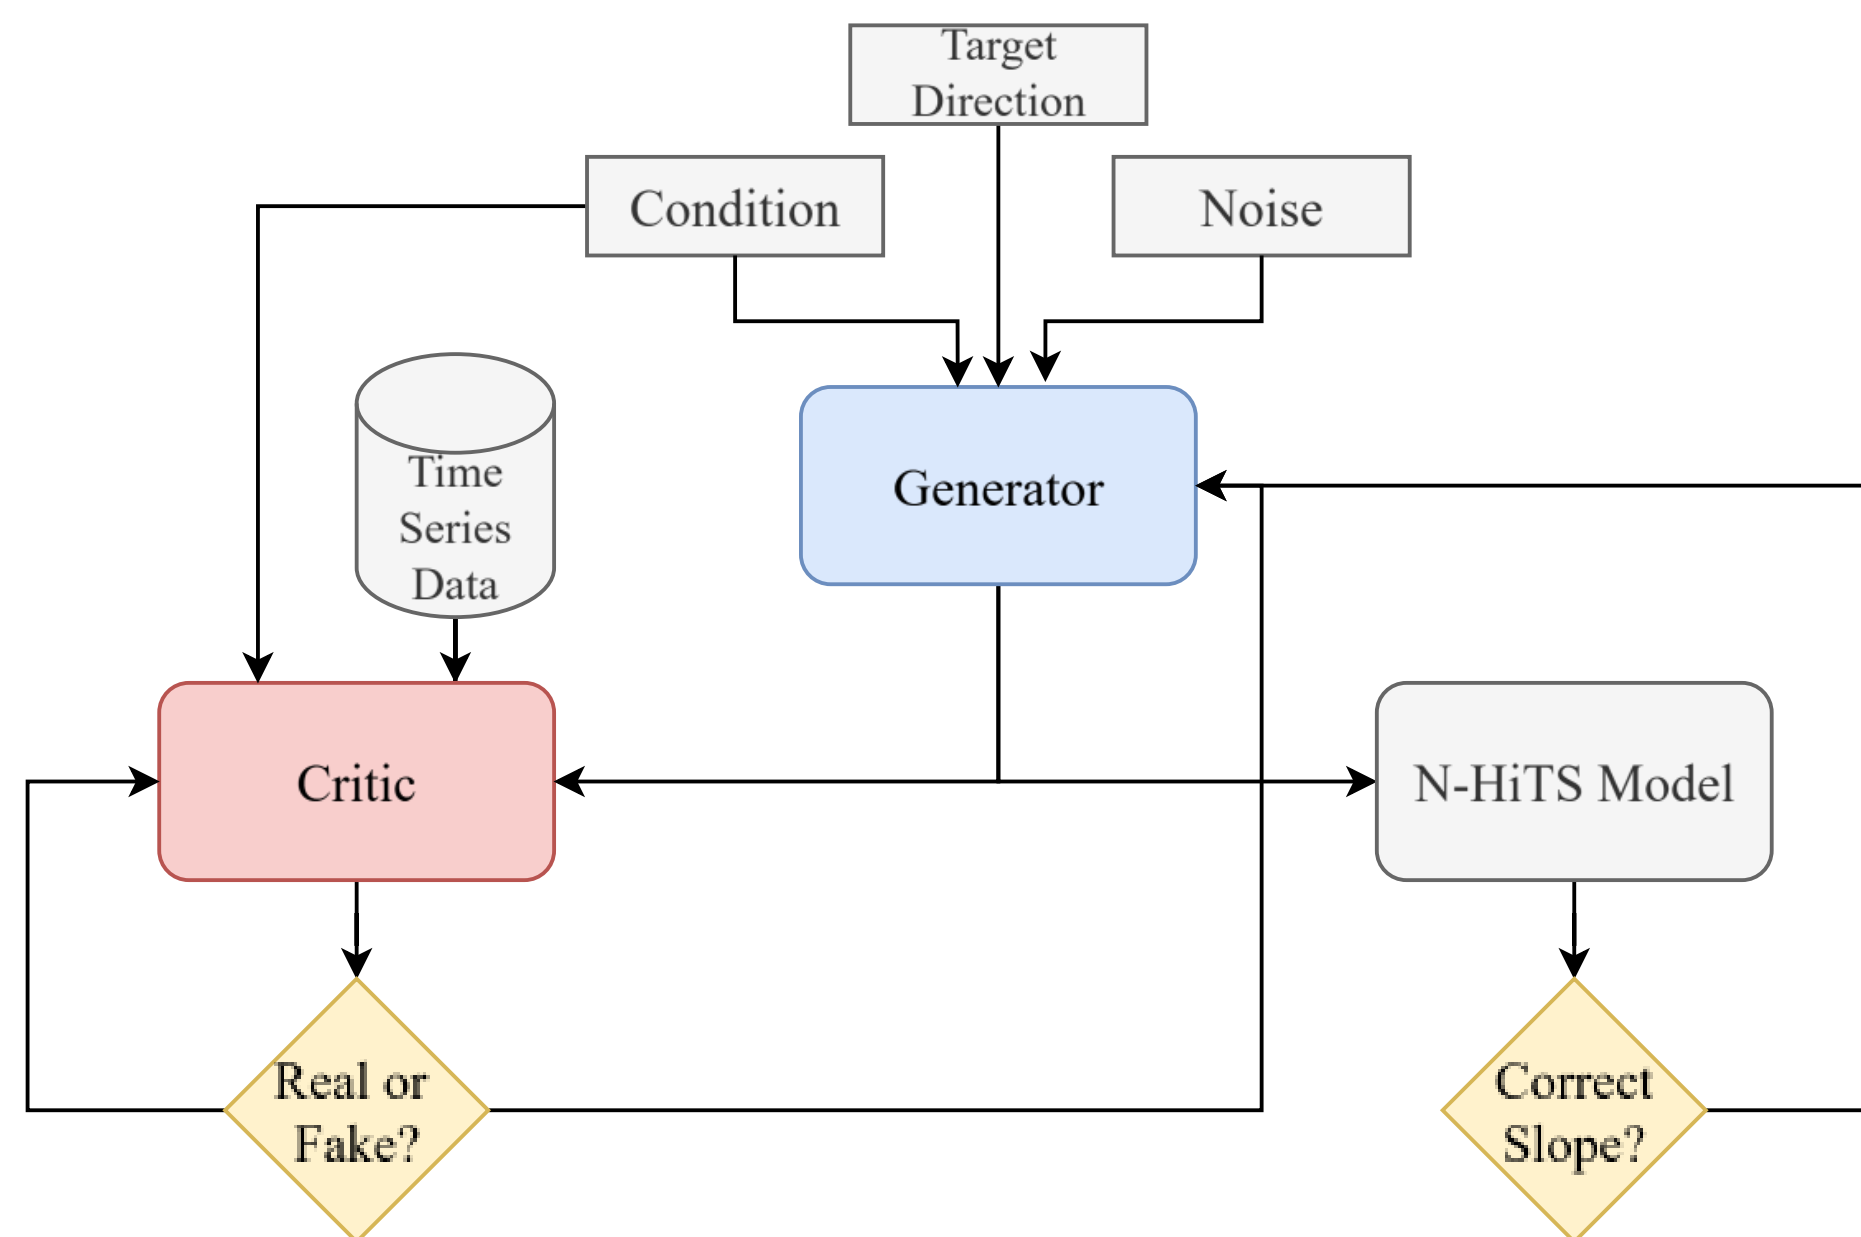 Target
Direction
Condition
Noise
Time
Series
Data
Generator
Critic
N-HiTS Model
Real or
Fake?
Correct
Slope?